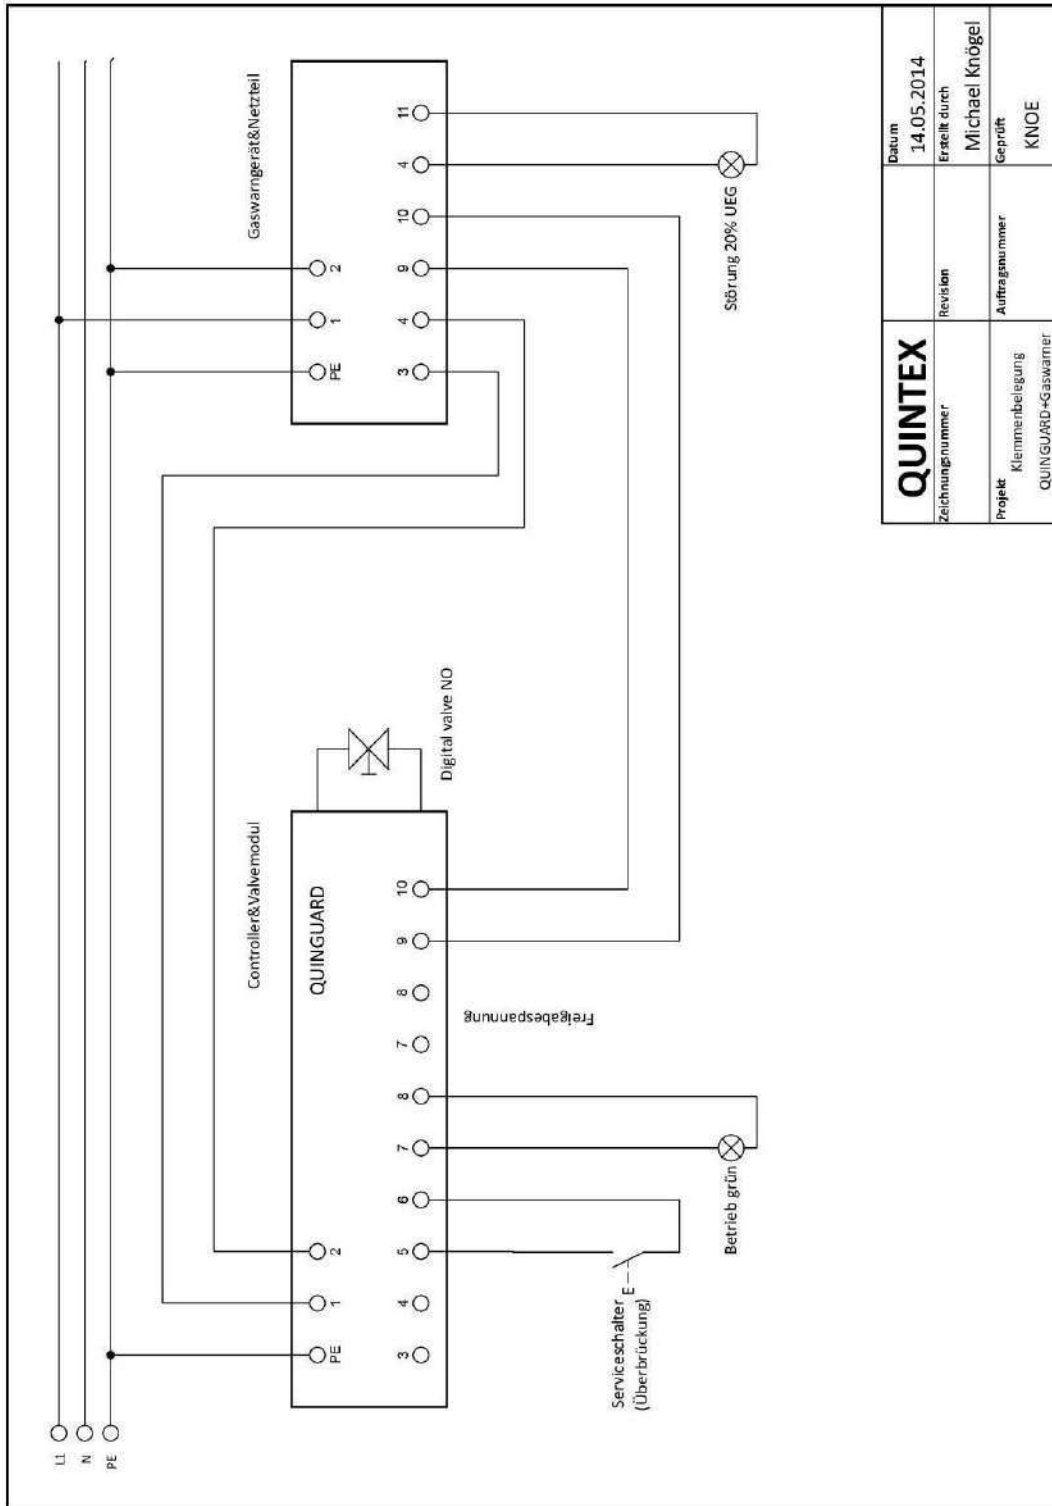 L1
N
PE
Controller&Valvemodul
QUINGUARD
PE
1
2
3
4
5
6
7
8
7
8
9
10
Freigabespannung
Digital valve NO
Serviceschalter
(Überbrückung)
E
Betrieb grün
Gaswarngerät&Netzteil
PE
1
2
3
4
9
10
4
11
Störung 20% UEG
QUINTEX
Datum
14.05.2014
Zeichnungsnummer
Revision
Erstellt durch
Michael Knögel
Projekt
Klemmenbelegung
QUINGUARD+Gaswarner
Auftragsnummer
Geprüft
KNOE